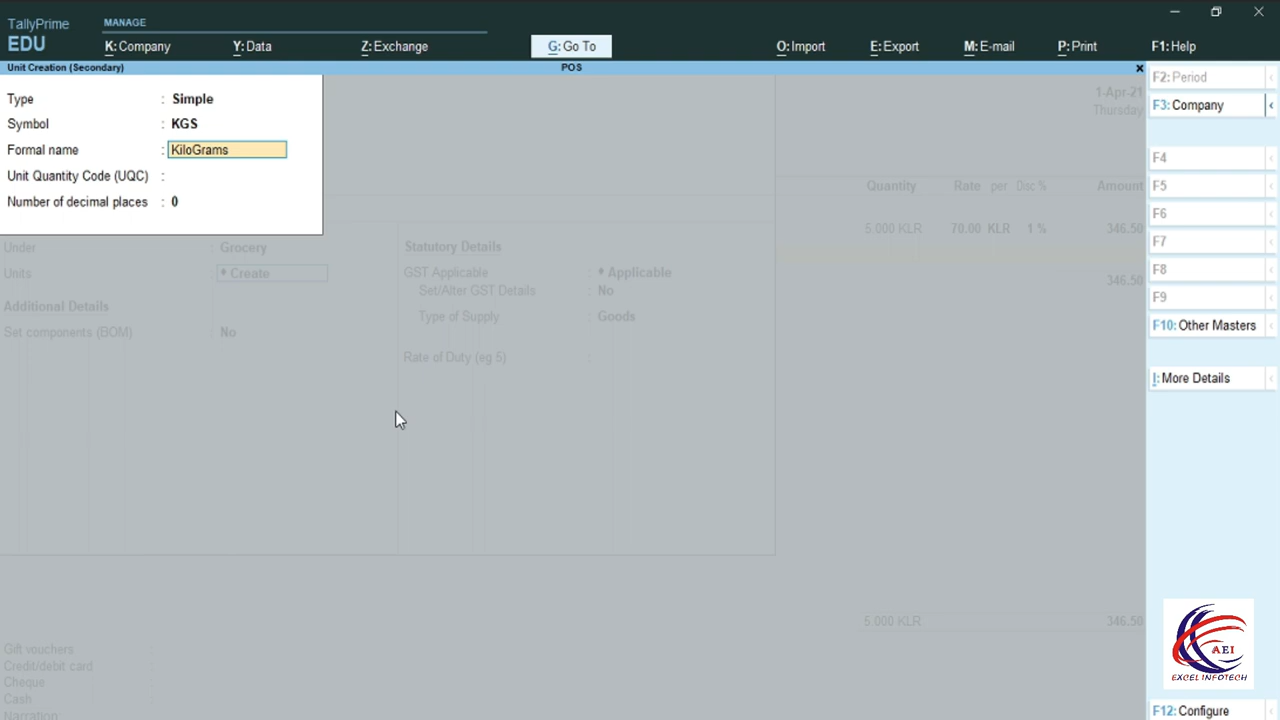 TallyPrime
EDU
MANAGE
K: Company
Y: Data
Z: Exchange
G: Go To
O: Import
E: Export
M: E-mail
P: Print
F1: Help
Unit Creation (Secondary)
POS
Type : Simple
Symbol : KGS
Formal name : KiloGrams
Unit Quantity Code (UQC) :
Number of decimal places : 0
1-Apr-21
Thursday
Quantity Rate per Disc % Amount
5.000 KLR 70.00 KLR 1 % 346.50
346.50
Under : Grocery
Units : ♦ Create
Additional Details
Set components (BOM) : No
Statutory Details
GST Applicable : ♦ Applicable
Set/Alter GST Details : No
Type of Supply : Goods
Rate of Duty (eg 5) :
5.000 KLR 346.50
Gift vouchers :
Credit/debit card :
Cheque :
Cash :
Narration:
F2: Period
F3: Company
F4
F5
F6
F7
F8
F9
F10: Other Masters
I: More Details
AEI
EXCEL INFOTECH
F12: Configure